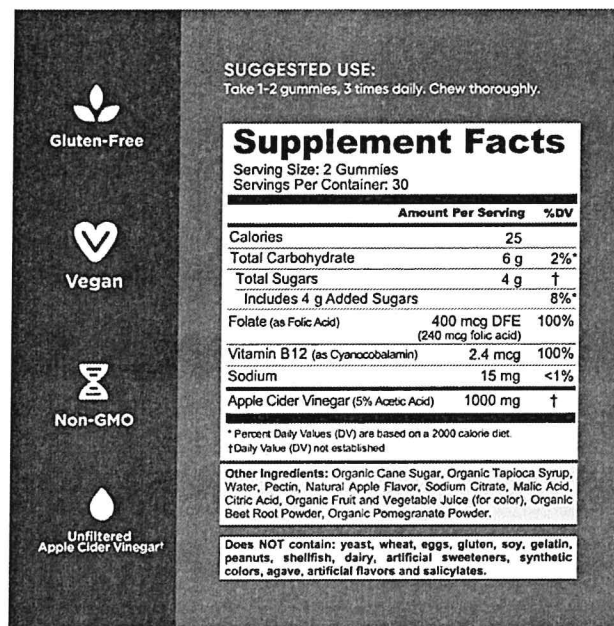 Gluten-Free
Vegan
Non-GMO
Unfiltered
Apple Cider Vinegar†
SUGGESTED USE:
Take 1-2 gummies, 3 times daily. Chew thoroughly.
Supplement Facts
Serving Size: 2 Gummies
Servings Per Container: 30
Amount Per Serving %DV
Calories 25
Total Carbohydrate 6 g 2%*
Total Sugars 4 g †
Includes 4 g Added Sugars 8%*
Folate (as Folic Acid) 400 mcg DFE 100%
(240 mcg folic acid)
Vitamin B12 (as Cyanocobalamin) 2.4 mcg 100%
Sodium 15 mg <1%
Apple Cider Vinegar (5% Acetic Acid) 1000 mg †
* Percent Daily Values (DV) are based on a 2000 calorie diet.
†Daily Value (DV) not established
Other Ingredients: Organic Cane Sugar, Organic Tapioca Syrup,
Water, Pectin, Natural Apple Flavor, Sodium Citrate, Malic Acid,
Citric Acid, Organic Fruit and Vegetable Juice (for color), Organic
Beet Root Powder, Organic Pomegranate Powder.
Does NOT contain: yeast, wheat, eggs, gluten, soy, gelatin,
peanuts, shellfish, dairy, artificial sweeteners, synthetic
colors, agave, artificial flavors and salicylates.